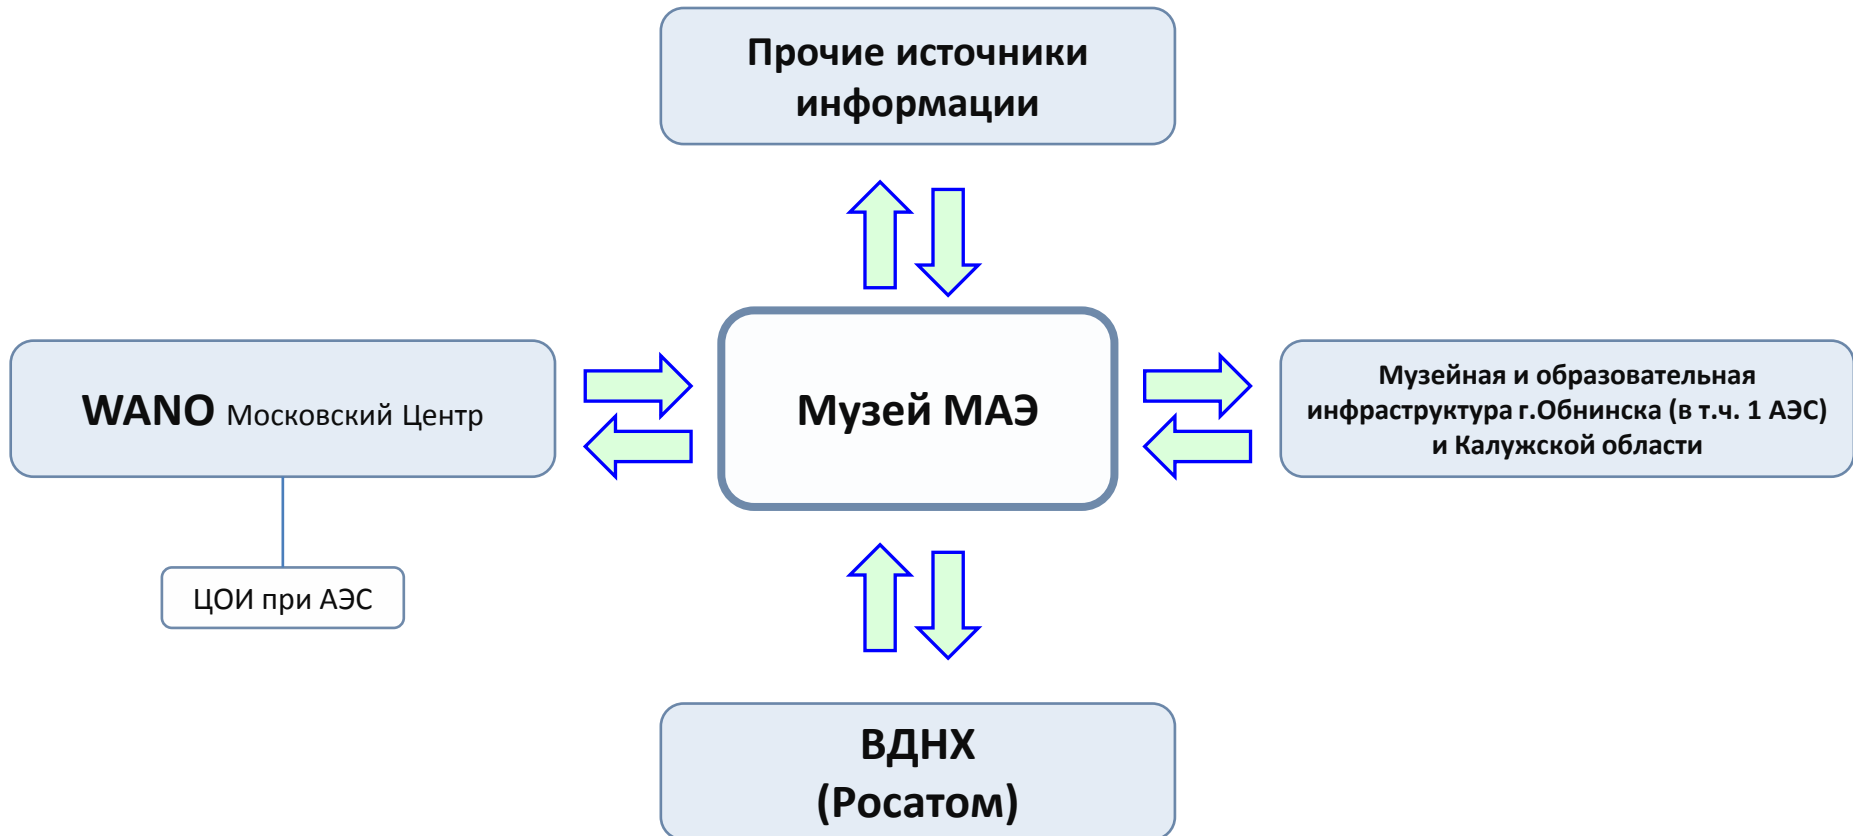 Прочие источники
информации
WANO Московский Центр
Музей МАЭ
Музейная и образовательная
инфраструктура г.Обнинска (в т.ч. 1 АЭС)
и Калужской области
ЦОИ при АЭС
ВДНХ
(Росатом)